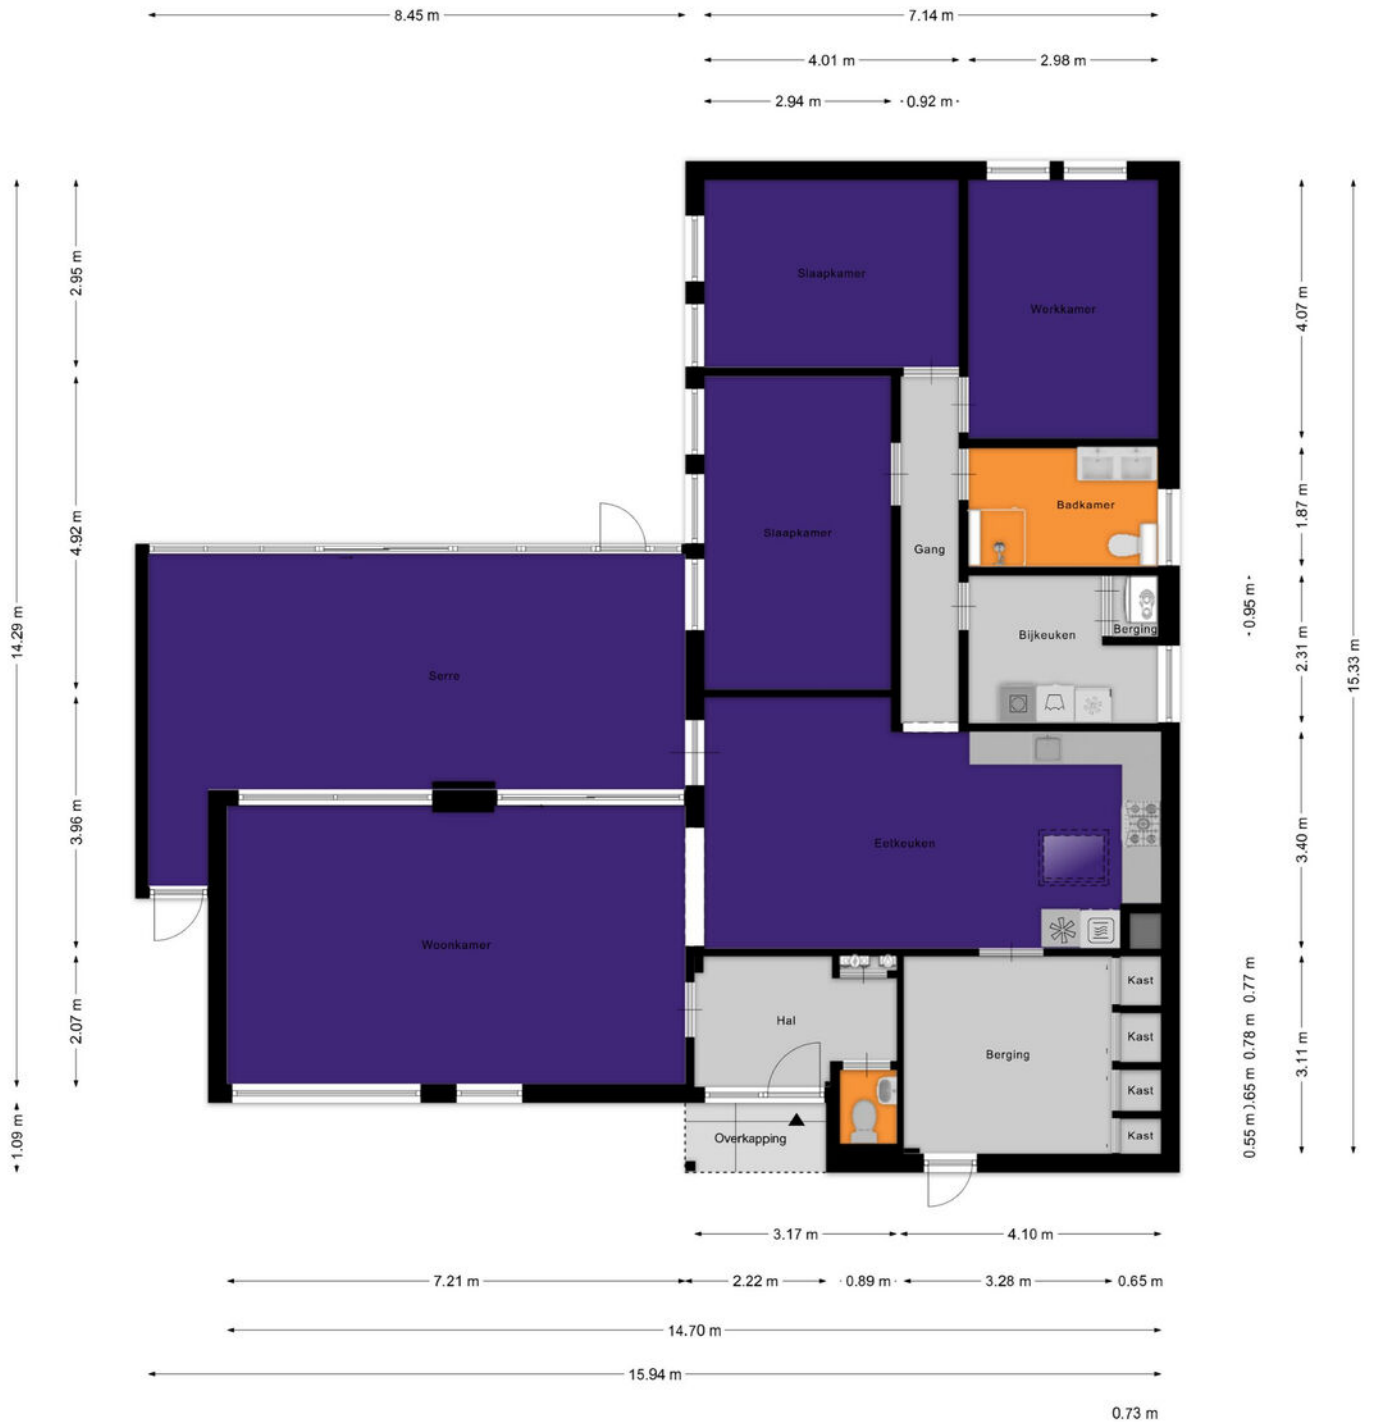 8.45 m
7.14 m
4.01 m
2.98 m
2.94 m
0.92 m
2.95 m
4.07 m
Slaapkamer
Werkkamer
4.92 m
1.87 m
Badkamer
Slaapkamer
Gang
14.29 m
0.95 m
Bijkeuken
Berging
2.31 m
15.33 m
Serre
3.96 m
3.40 m
Eetkeuken
Woonkamer
2.07 m
Hal
Berging
Kast
Kast
Kast
Kast
0.77 m
0.78 m
0.65 m
0.55 m
3.11 m
1.09 m
Overkapping
3.17 m
4.10 m
7.21 m
2.22 m
0.89 m
3.28 m
0.65 m
14.70 m
15.94 m
0.73 m